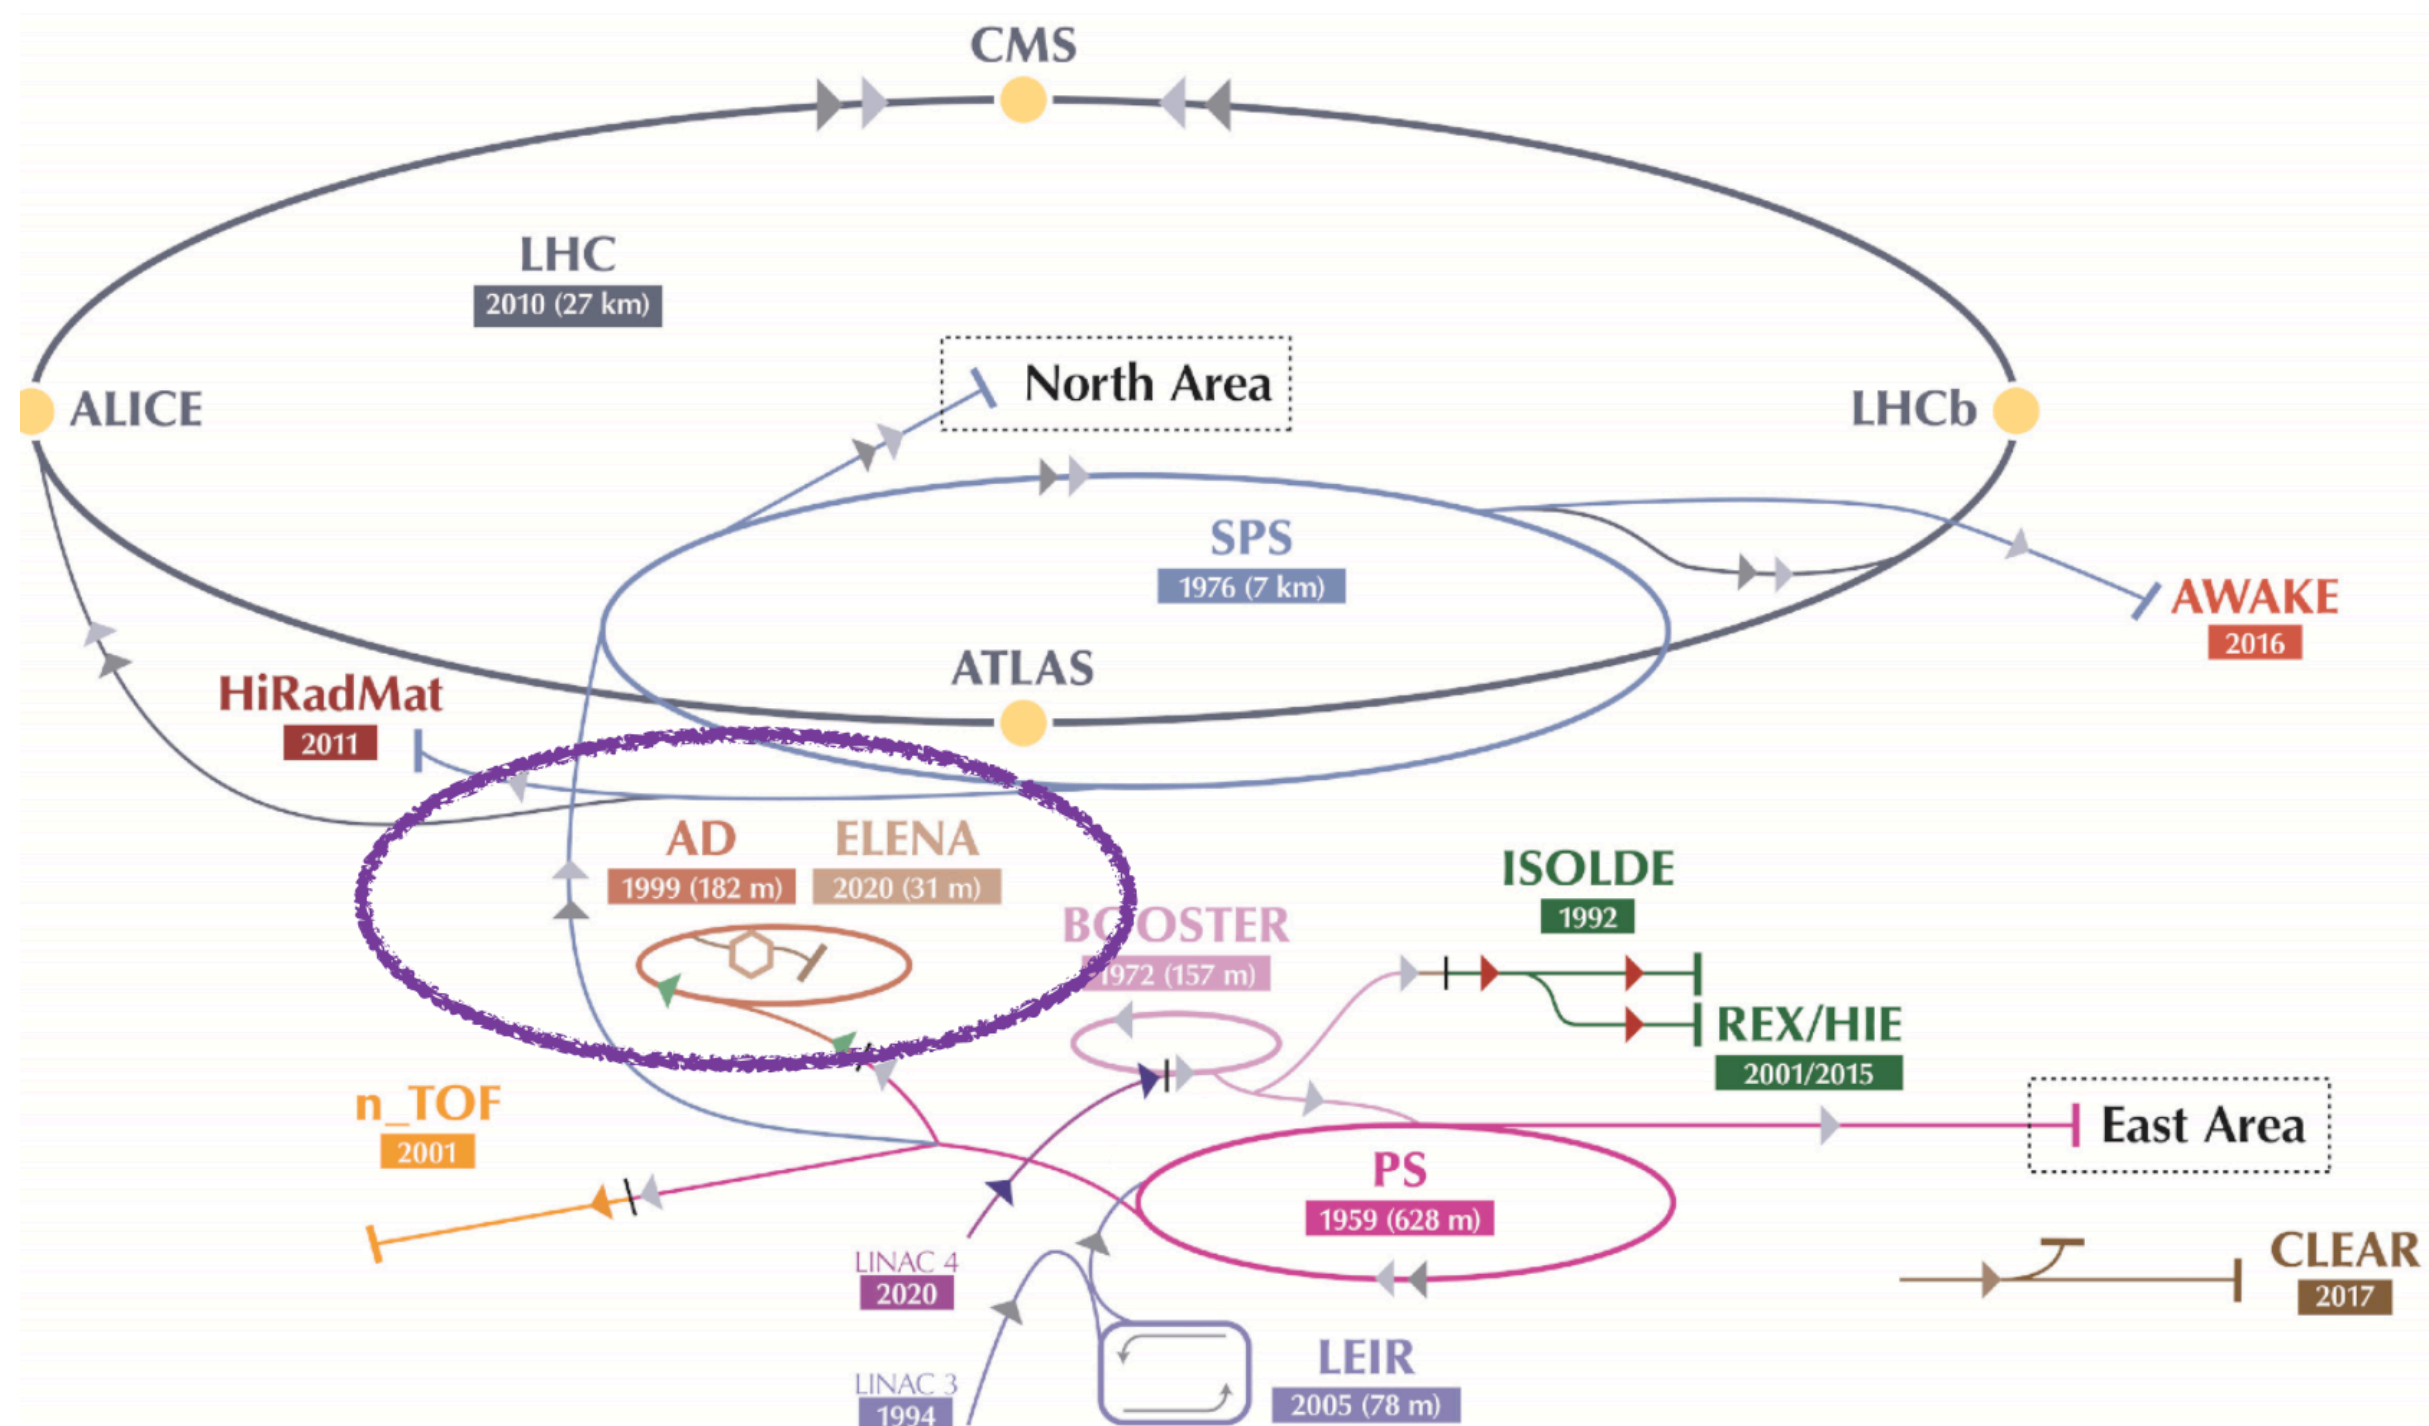 CMS
LHC
2010 (27 km)
North Area
ALICE
LHCb
SPS
1976 (7 km)
AWAKE
2016
ATLAS
HiRadMat
2011
AD
1999 (182 m)
ELENA
2020 (31 m)
ISOLDE
1992
BOOSTER
1972 (157 m)
REX/HIE
2001/2015
n_TOF
2001
East Area
PS
1959 (628 m)
LINAC 4
2020
CLEAR
2017
LEIR
2005 (78 m)
LINAC 3
1994